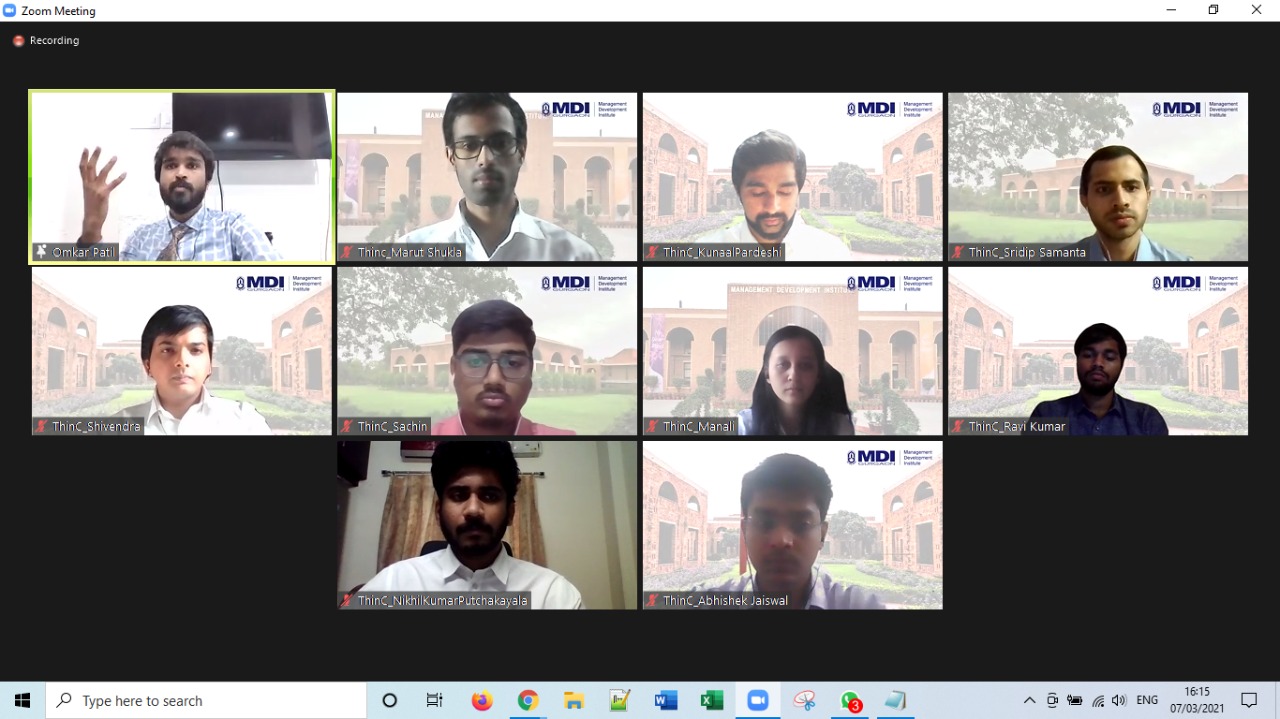 Zoom Meeting
Recording
MDI
GURGAON
Management
Development
Institute
MDI
GURGAON
Management
Development
Institute
MDI
GURGAON
Management
Development
Institute
Omkar Patil
ThinC_Marut Shukla
ThinC_KunaalPardeshi
ThinC_Sridip Samanta
MDI
GURGAON
Management
Development
Institute
MDI
GURGAON
Management
Development
Institute
MANAGEMENT DEVELOPMENT INSTITU
MDI
GURGAON
Management
Development
Institute
MDI
GURGAON
Management
Development
Institute
ThinC_Shivendra
ThinC_Sachin
ThinC_Manali
ThinC_Ravi Kumar
MDI
GURGAON
Management
Development
Institute
ThinC_NikhilKumarPutchakayala
ThinC_Abhishek Jaiswal
Type here to search
3
ENG
16:15
07/03/2021